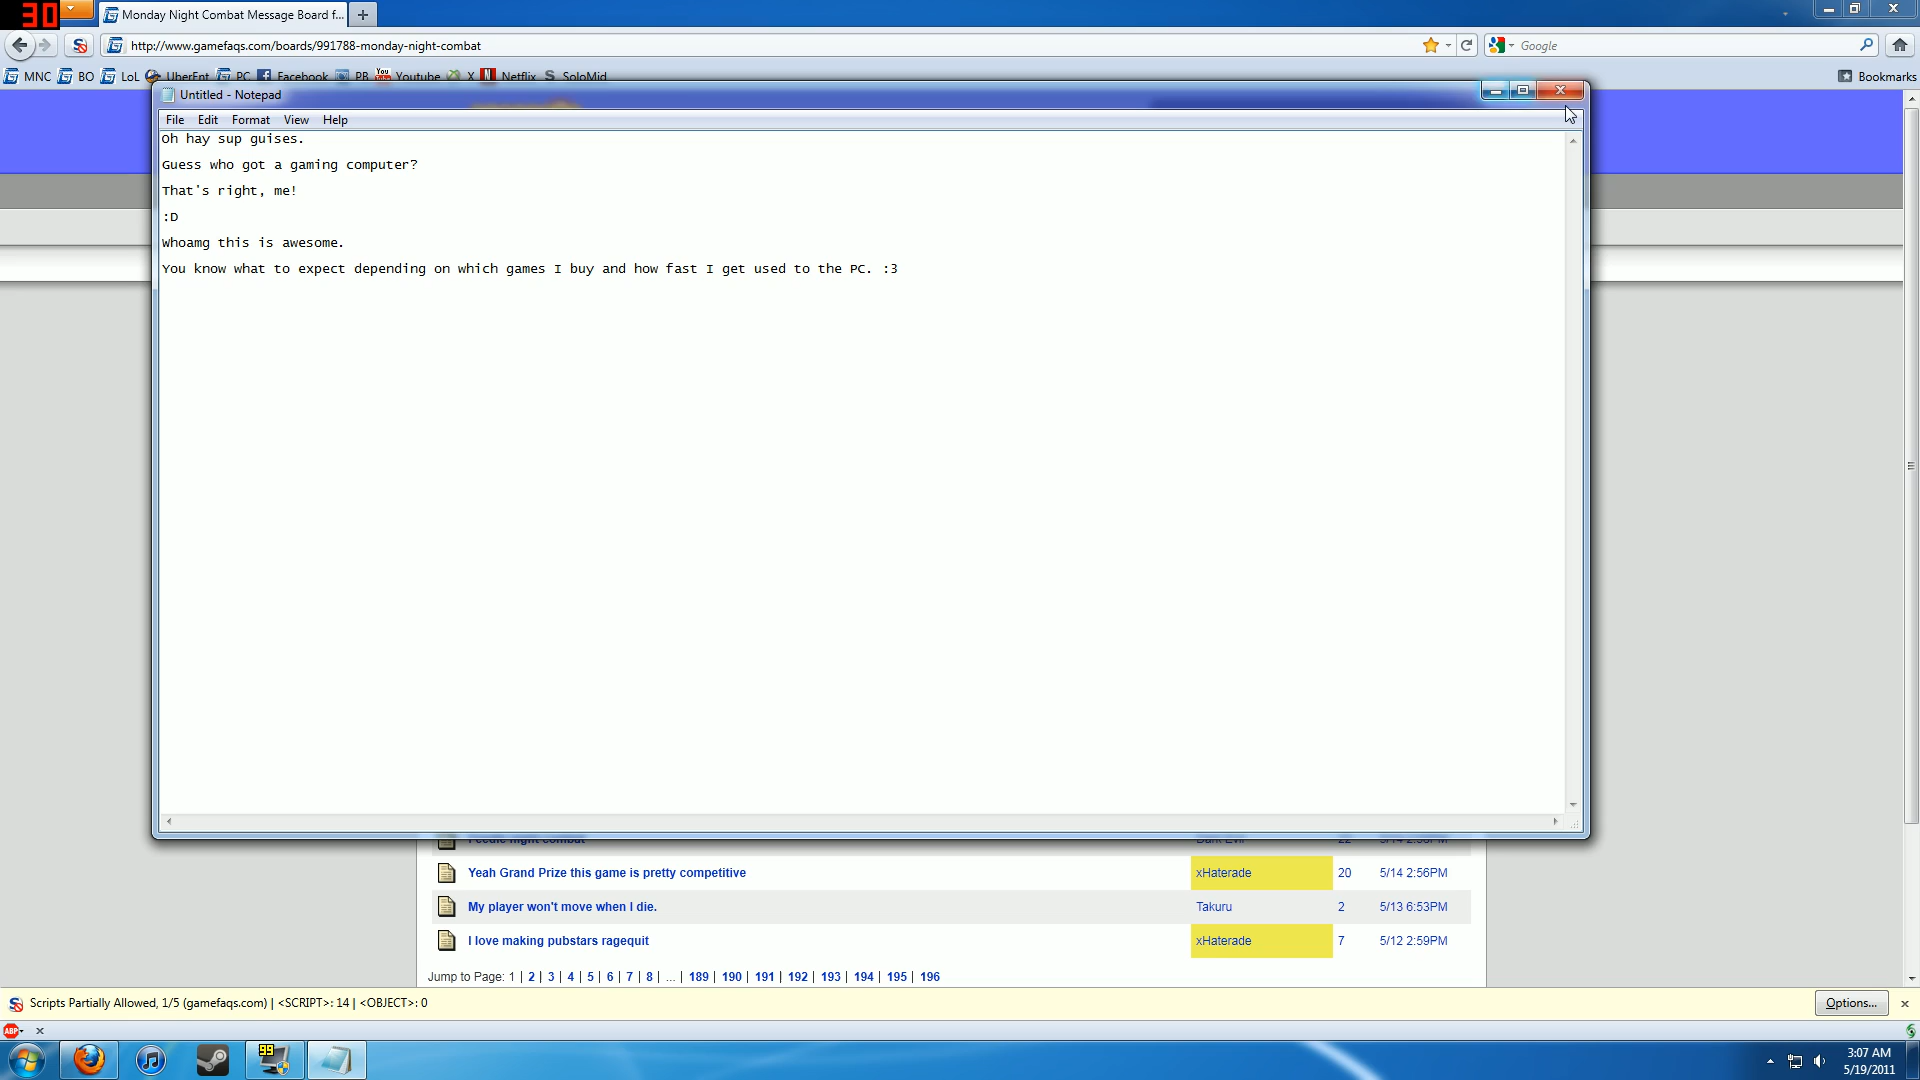 30
Monday Night Combat Message Board f...
http://www.gamefaqs.com/boards/991788-monday-night-combat
Google
MNC BO LoL UberEnt PC Facebook PB Youtube X Netflix SoloMid
Bookmarks
Untitled - Notepad
File Edit Format View Help
Oh hay sup guises.
Guess who got a gaming computer?
That's right, me!
:D
Whoamg this is awesome.
You know what to expect depending on which games I buy and how fast I get used to the PC. :3
Yeah Grand Prize this game is pretty competitive xHaterade 20 5/14 2:56PM
My player won't move when I die. Takuru 2 5/13 6:53PM
I love making pubstars ragequit xHaterade 7 5/12 2:59PM
Jump to Page: 1 | 2 | 3 | 4 | 5 | 6 | 7 | 8 | ... | 189 | 190 | 191 | 192 | 193 | 194 | 195 | 196
Scripts Partially Allowed, 1/5 (gamefaqs.com) | <SCRIPT>: 14 | <OBJECT>: 0
Options...
ABP
99
3:07 AM
5/19/2011